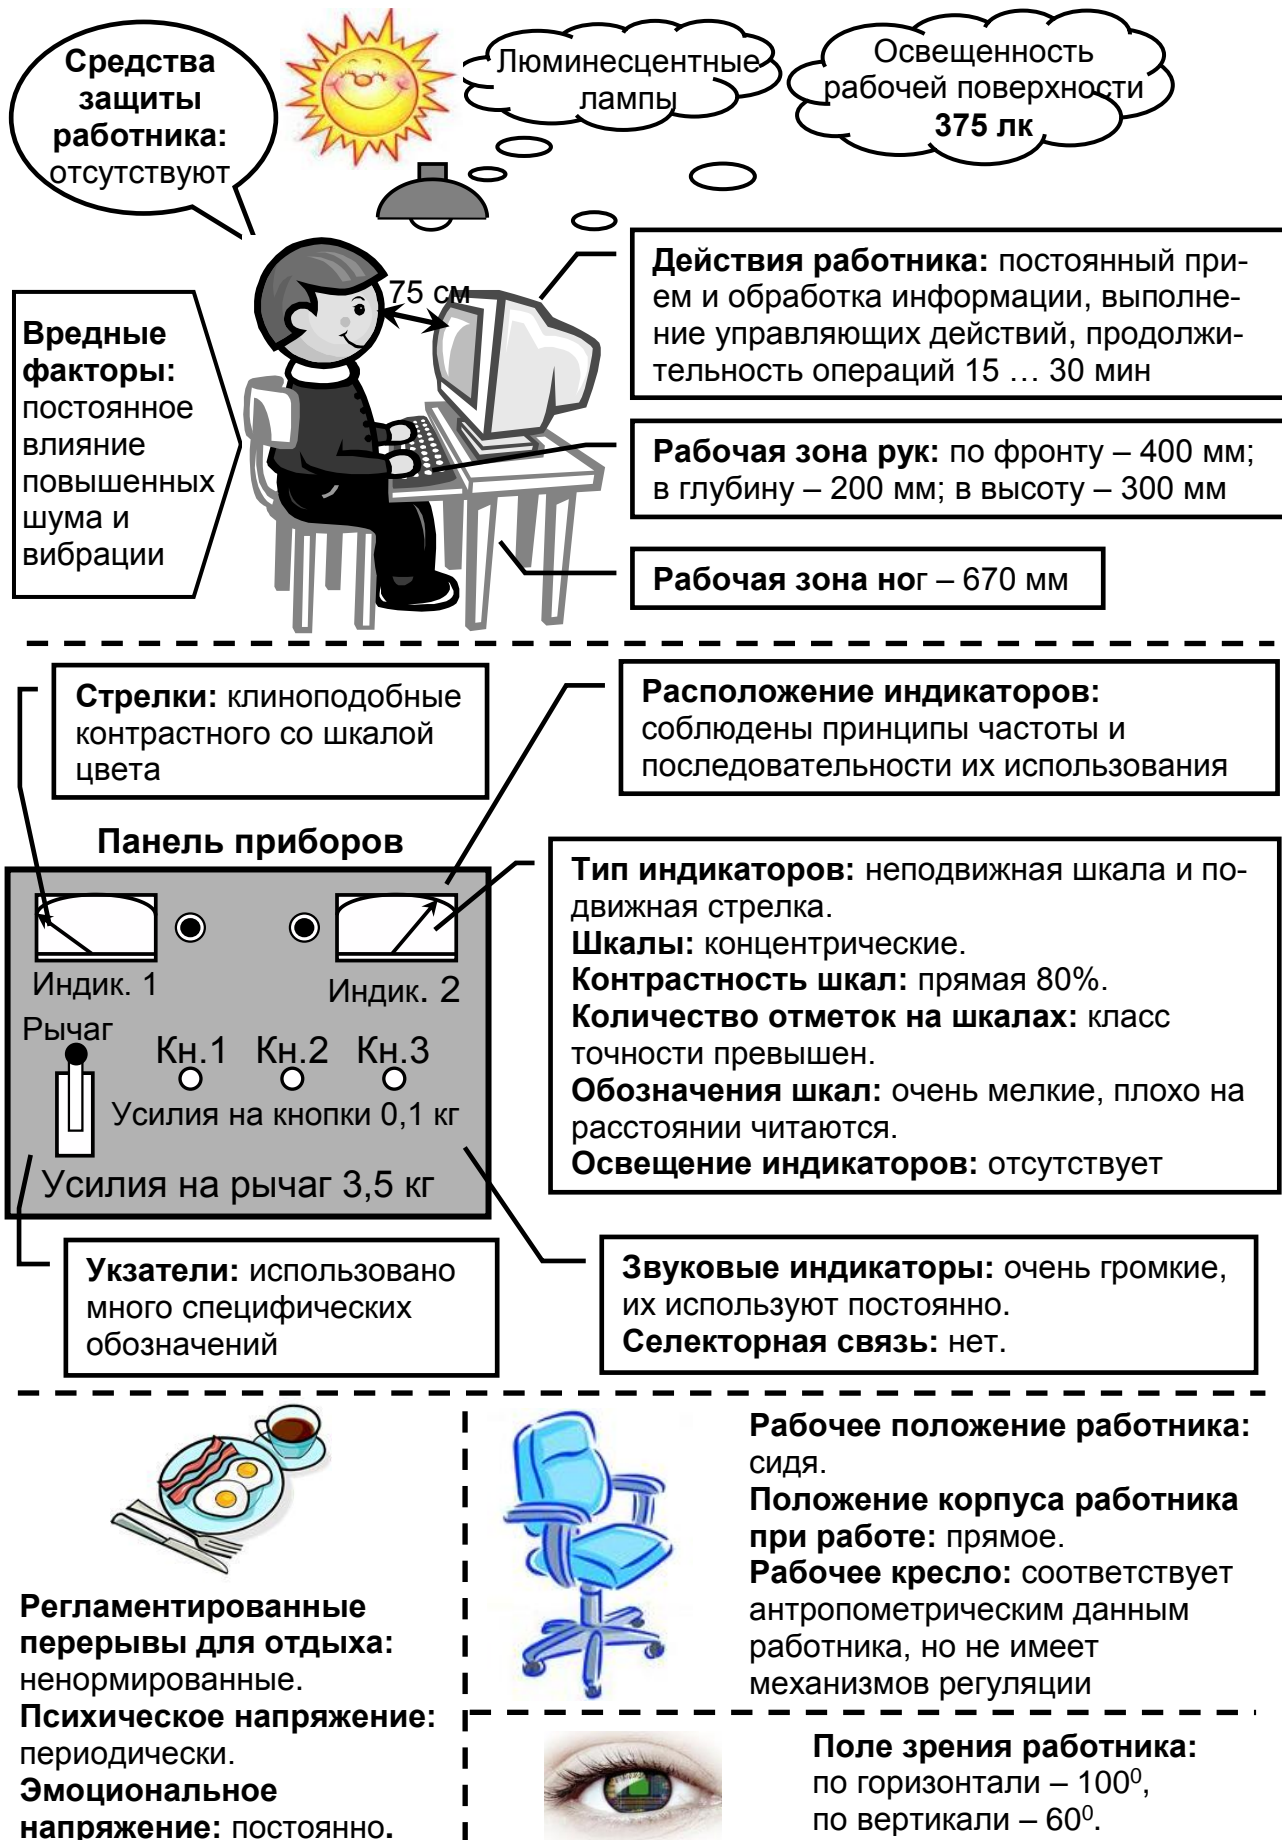 Средства
защиты
работника:
отсутствуют
Люминесцентные
лампы
Освещенность
рабочей поверхности
375 лк
75 см
Вредные
факторы:
постоянное
влияние
повышенных
шума и
вибрации
Действия работника: постоянный при-
ем и обработка информации, выполне-
ние управляющих действий, продолжи-
тельность операций 15 … 30 мин
Рабочая зона рук: по фронту – 400 мм;
в глубину – 200 мм; в высоту – 300 мм
Рабочая зона ног – 670 мм
Стрелки: клиноподобные
контрастного со шкалой
цвета
Расположение индикаторов:
соблюдены принципы частоты и
последовательности их использования
Панель приборов
Индик. 1
Индик. 2
Рычаг
Кн.1 Кн.2 Кн.3
Усилия на кнопки 0,1 кг
Усилия на рычаг 3,5 кг
Тип индикаторов: неподвижная шкала и по-
движная стрелка.
Шкалы: концентрические.
Контрастность шкал: прямая 80%.
Количество отметок на шкалах: класс
точности превышен.
Обозначения шкал: очень мелкие, плохо на
расстоянии читаются.
Освещение индикаторов: отсутствует
Укзатели: использовано
много специфических
обозначений
Звуковые индикаторы: очень громкие,
их используют постоянно.
Селекторная связь: нет.
Регламентированные
перерывы для отдыха:
ненормированные.
Психическое напряжение:
периодически.
Эмоциональное
напряжение: постоянно.
Рабочее положение работника:
сидя.
Положение корпуса работника
при работе: прямое.
Рабочее кресло: соответствует
антропометрическим данным
работника, но не имеет
механизмов регуляции
Поле зрения работника:
по горизонтали – 100⁰,
по вертикали – 60⁰.